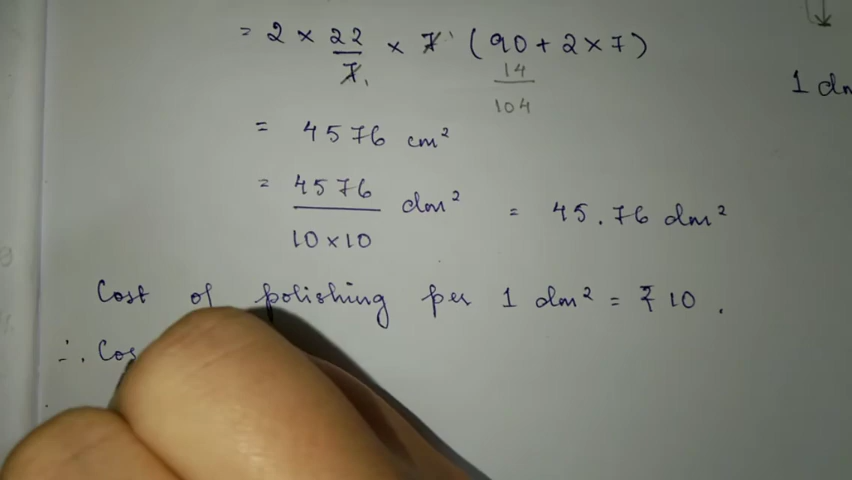 = 2 × 22/7 × 7 (90 + 2×7)
14
104
1 dm
= 4576 cm²
= 4576/10×10 dm² = 45.76 dm²
Cost of polishing per 1 dm² = ₹ 10.
∴ Cos